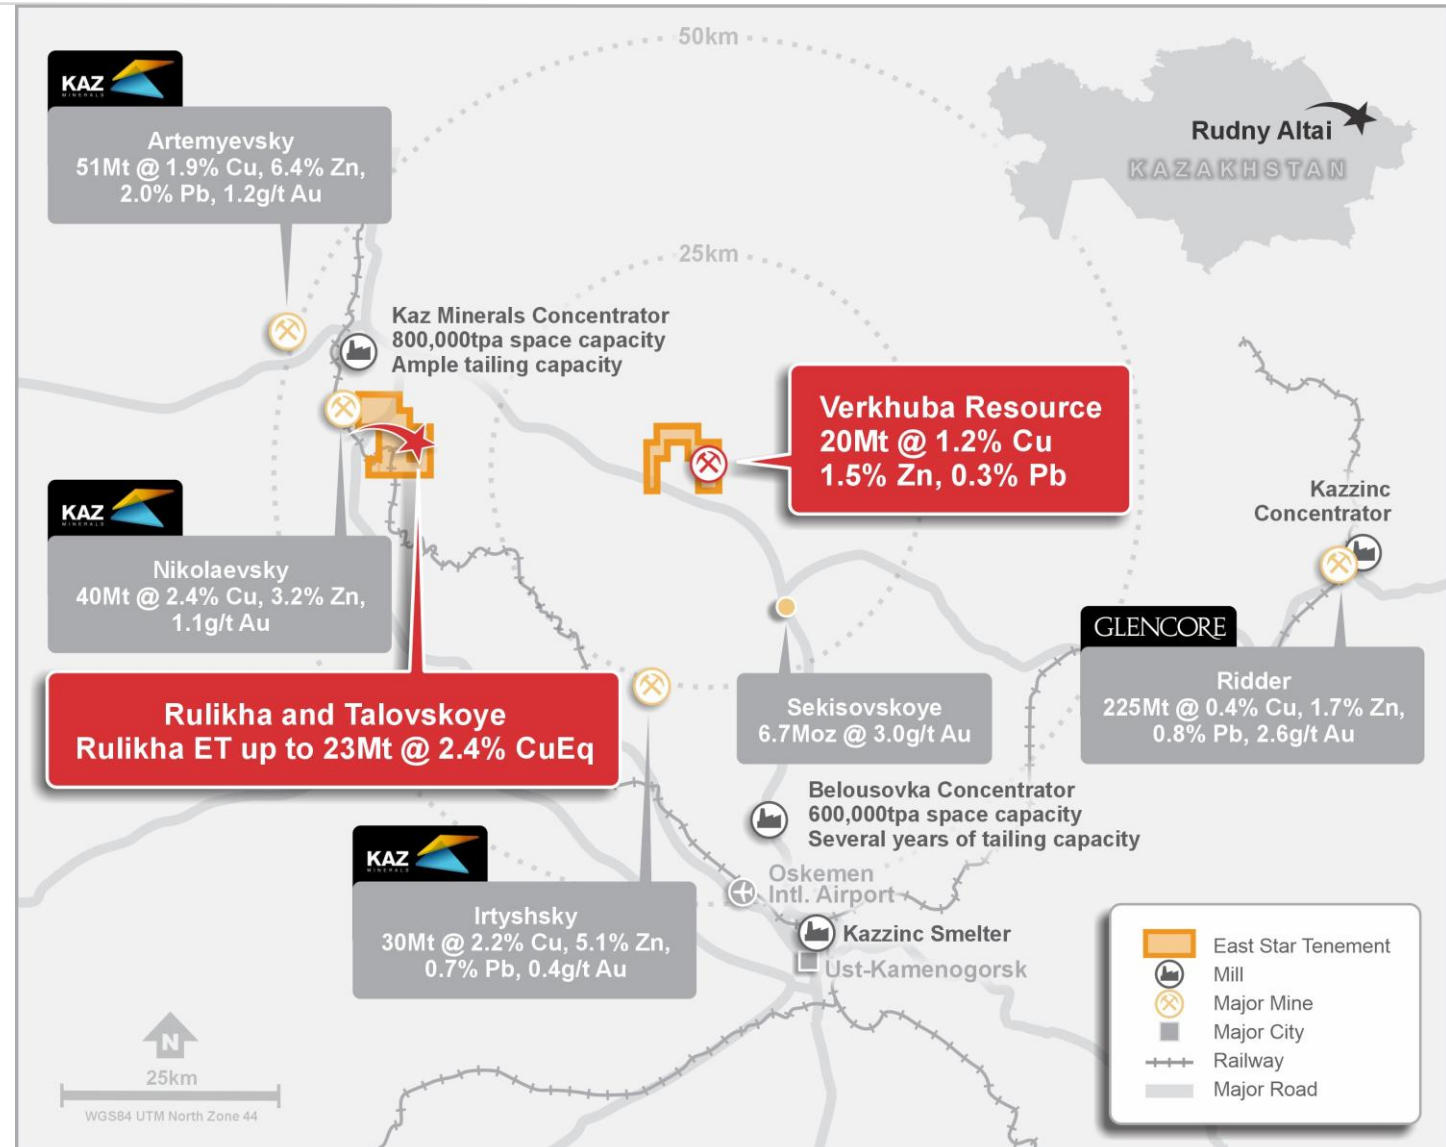 50km
KAZ
MINERALS
Artemyevsky
51Mt @ 1.9% Cu, 6.4% Zn,
2.0% Pb, 1.2g/t Au
Rudny Altai
KAZAKHSTAN
25km
Kaz Minerals Concentrator
800,000tpa space capacity
Ample tailing capacity
Verkhuba Resource
20Mt @ 1.2% Cu
1.5% Zn, 0.3% Pb
Kazzinc
Concentrator
KAZ
MINERALS
Nikolaevsky
40Mt @ 2.4% Cu, 3.2% Zn,
1.1g/t Au
GLENCORE
Ridder
225Mt @ 0.4% Cu, 1.7% Zn,
0.8% Pb, 2.6g/t Au
Rulikha and Talovskoye
Rulikha ET up to 23Mt @ 2.4% CuEq
Sekisovskoye
6.7Moz @ 3.0g/t Au
Belousovka Concentrator
600,000tpa space capacity
Several years of tailing capacity
KAZ
MINERALS
Irtyshsky
30Mt @ 2.2% Cu, 5.1% Zn,
0.7% Pb, 0.4g/t Au
Oskemen
Intl. Airport
Kazzinc Smelter
Ust-Kamenogorsk
East Star Tenement
Mill
Major Mine
Major City
Railway
Major Road
N
25km
WGS84 UTM North Zone 44